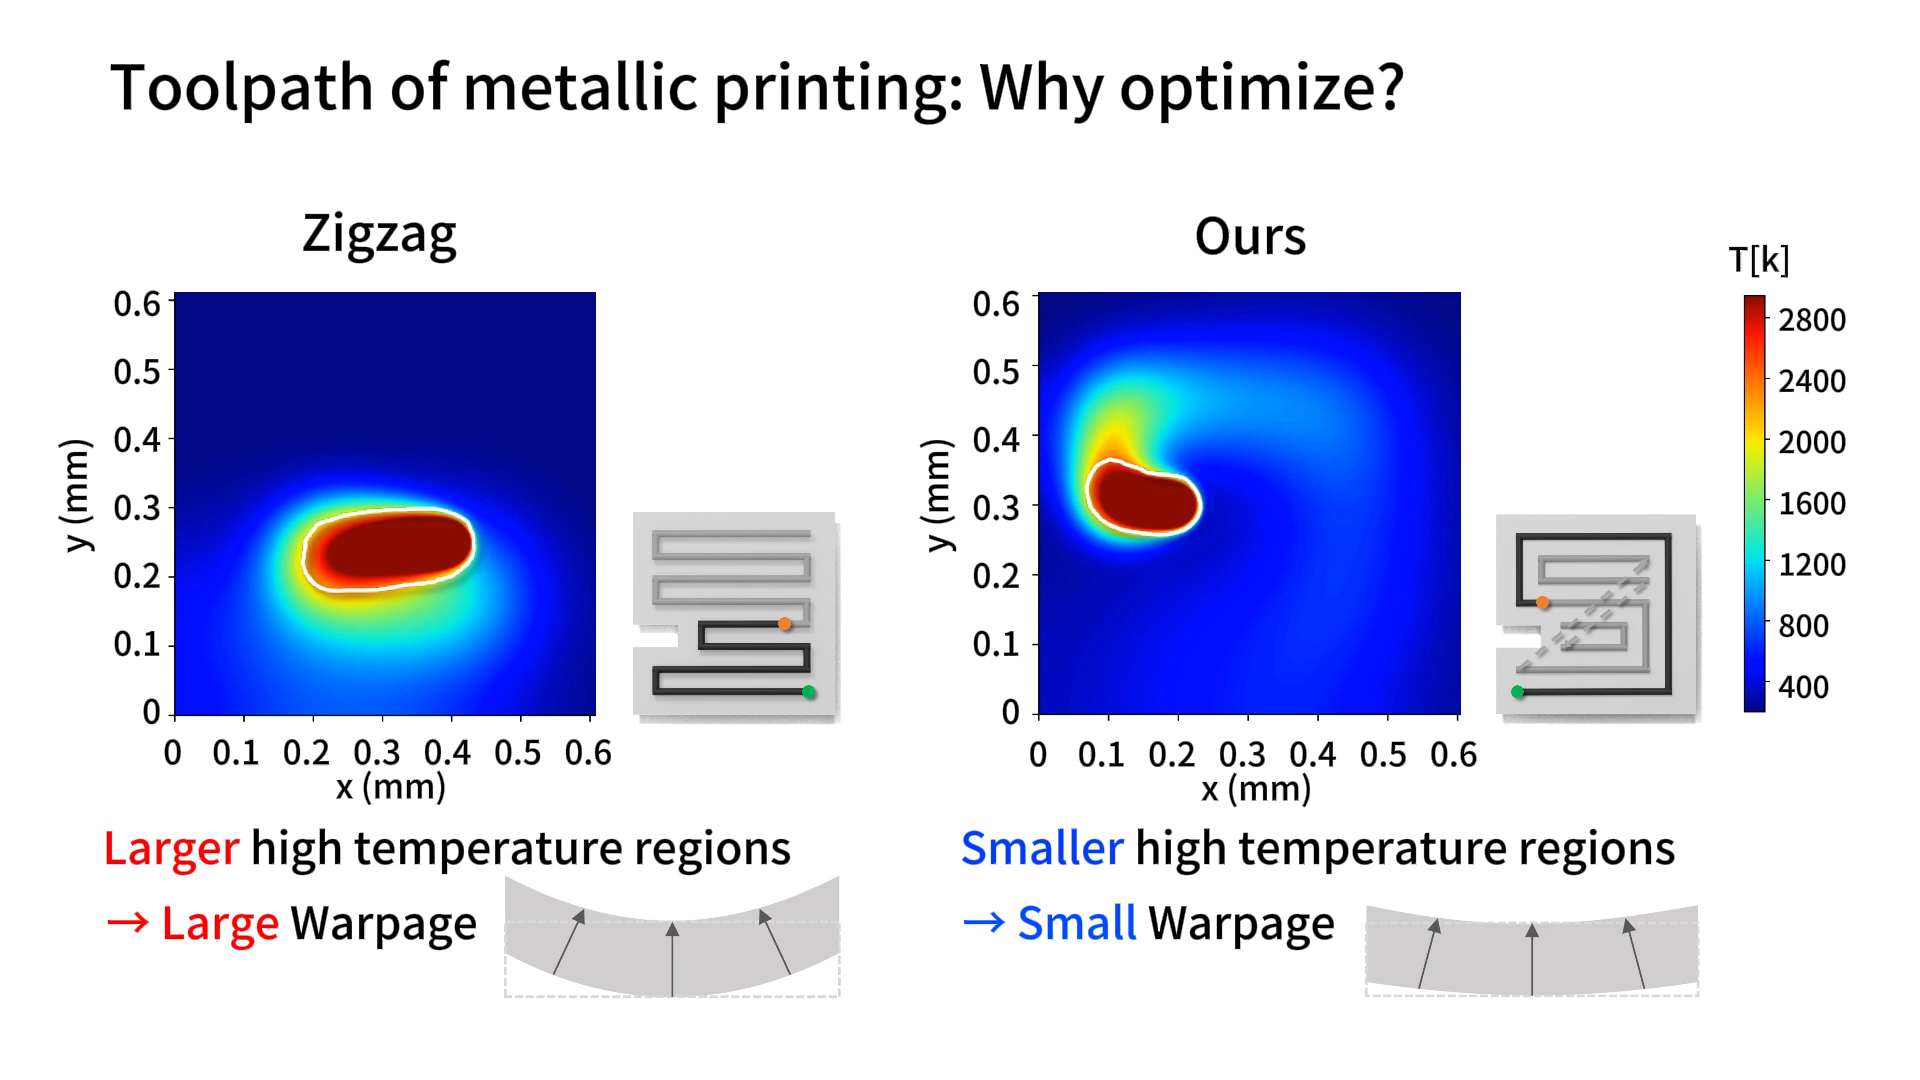 Toolpath of metallic printing: Why optimize?
Zigzag
Ours
T[k]
0.6
0.5
0.4
0.3
0.2
0.1
0
y (mm)
0 0.1 0.2 0.3 0.4 0.5 0.6
x (mm)
0.6
0.5
0.4
0.3
0.2
0.1
0
y (mm)
0 0.1 0.2 0.3 0.4 0.5 0.6
x (mm)
2800
2400
2000
1600
1200
800
400
Larger high temperature regions
→ Large Warpage
Smaller high temperature regions
→ Small Warpage